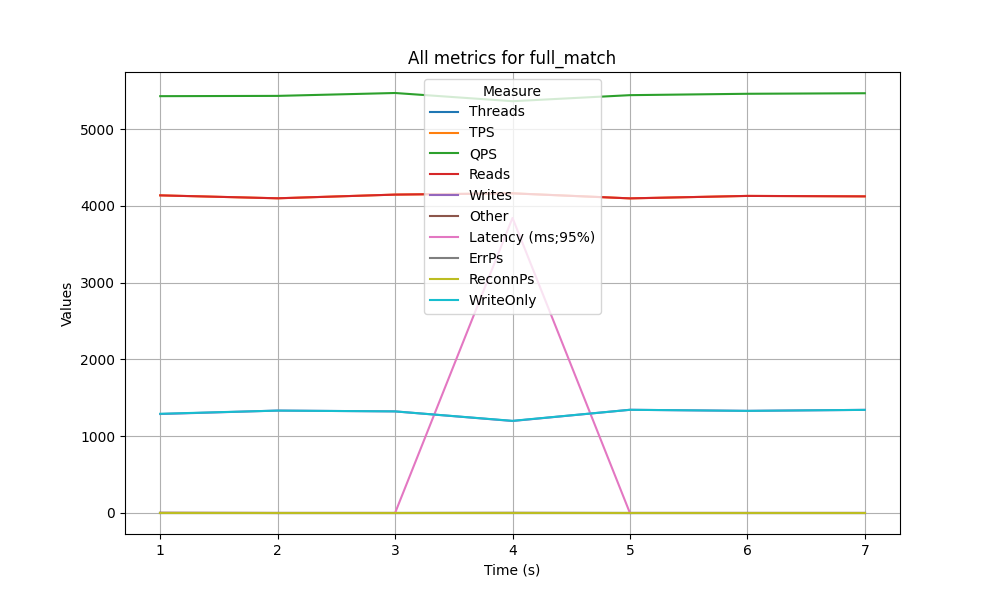 All metrics for full_match
Measure
Threads
TPS
QPS
Reads
Writes
Other
Latency (ms;95%)
ErrPs
ReconnPs
WriteOnly
Values
5000
4000
3000
2000
1000
0
1 2 3 4 5 6 7
Time (s)